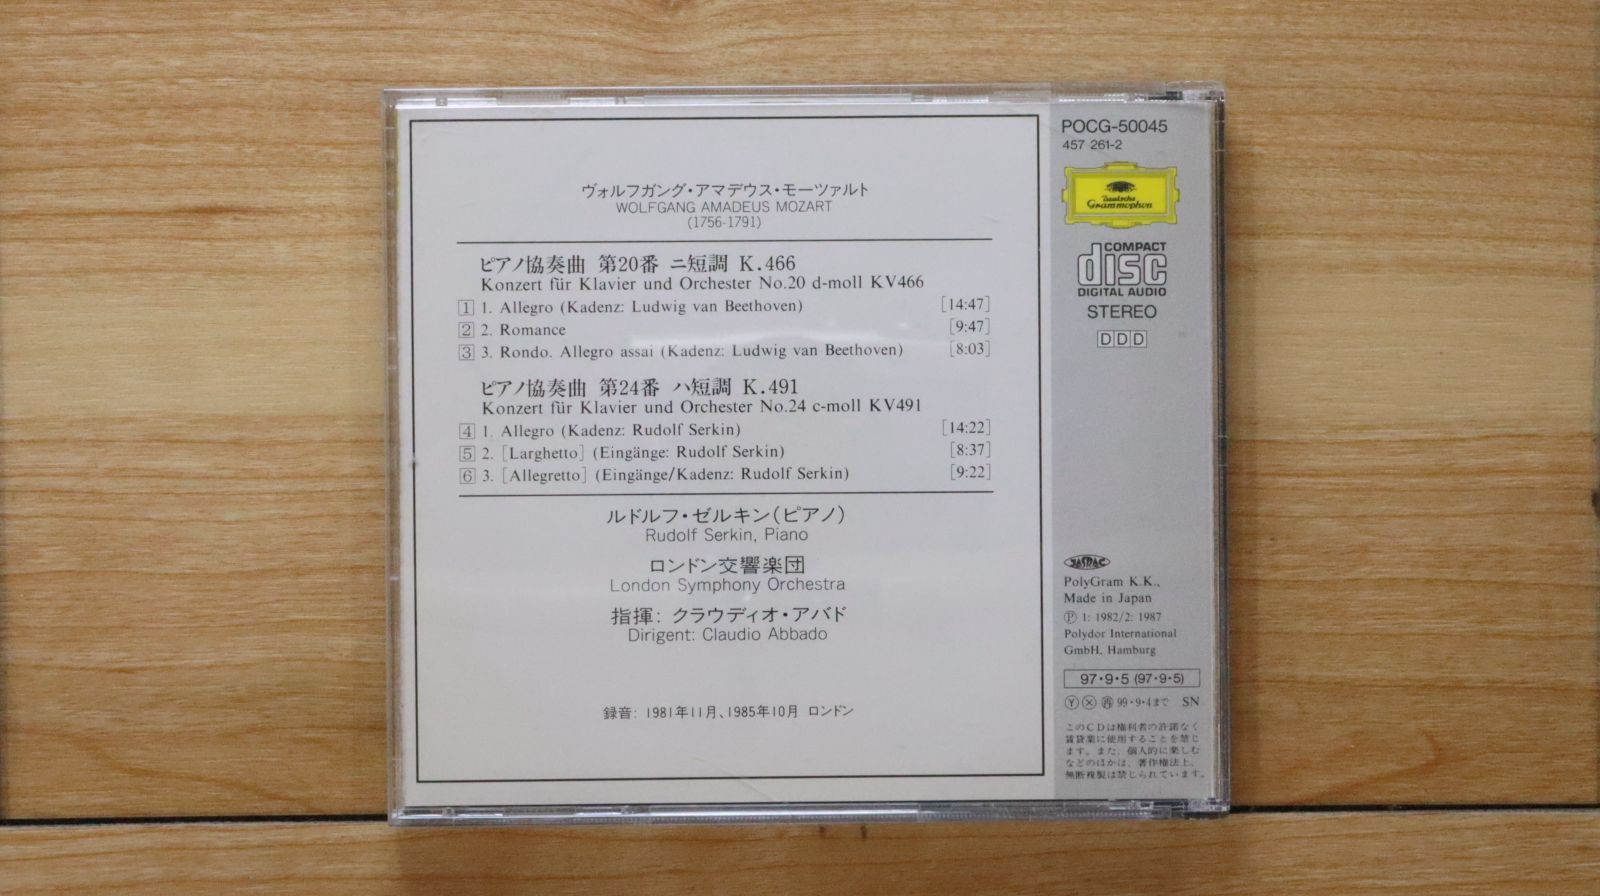 ヴォルフガング・アマデウス・モーツァルト
WOLFGANG AMADEUS MOZART
(1756-1791)
ピアノ協奏曲 第20番 ニ短調 K.466
Konzert für Klavier und Orchester No.20 d-moll KV466
1 1. Allegro (Kadenz: Ludwig van Beethoven) [14:47]
2 2. Romance [9:47]
3 3. Rondo. Allegro assai (Kadenz: Ludwig van Beethoven) [8:03]
ピアノ協奏曲 第24番 ハ短調 K.491
Konzert für Klavier und Orchester No.24 c-moll KV491
4 1. Allegro (Kadenz: Rudolf Serkin) [14:22]
5 2. [Larghetto] (Eingänge: Rudolf Serkin) [8:37]
6 3. [Allegretto] (Eingänge/Kadenz: Rudolf Serkin) [9:22]
ルドルフ・ゼルキン(ピアノ)
Rudolf Serkin, Piano
ロンドン交響楽団
London Symphony Orchestra
指揮: クラウディオ・アバド
Dirigent: Claudio Abbado
録音: 1981年11月、1985年10月 ロンドン
POCG-50045
457 261-2
Deutsche
Grammophon
COMPACT
disc
DIGITAL AUDIO
STEREO
DDD
JASRAC
PolyGram K.K.,
Made in Japan
Ⓟ 1: 1982/2: 1987
Polydor International
GmbH, Hamburg
97・9・5 (97・9・5)
Ⓨ Ⓧ 再 99・9・4まで SN
このCDは権利者の許諾なく
賃貸業に使用することを禁じ
ます。また、個人的に楽しむ
などのほかは、著作権法上、
無断複製は禁じられています。